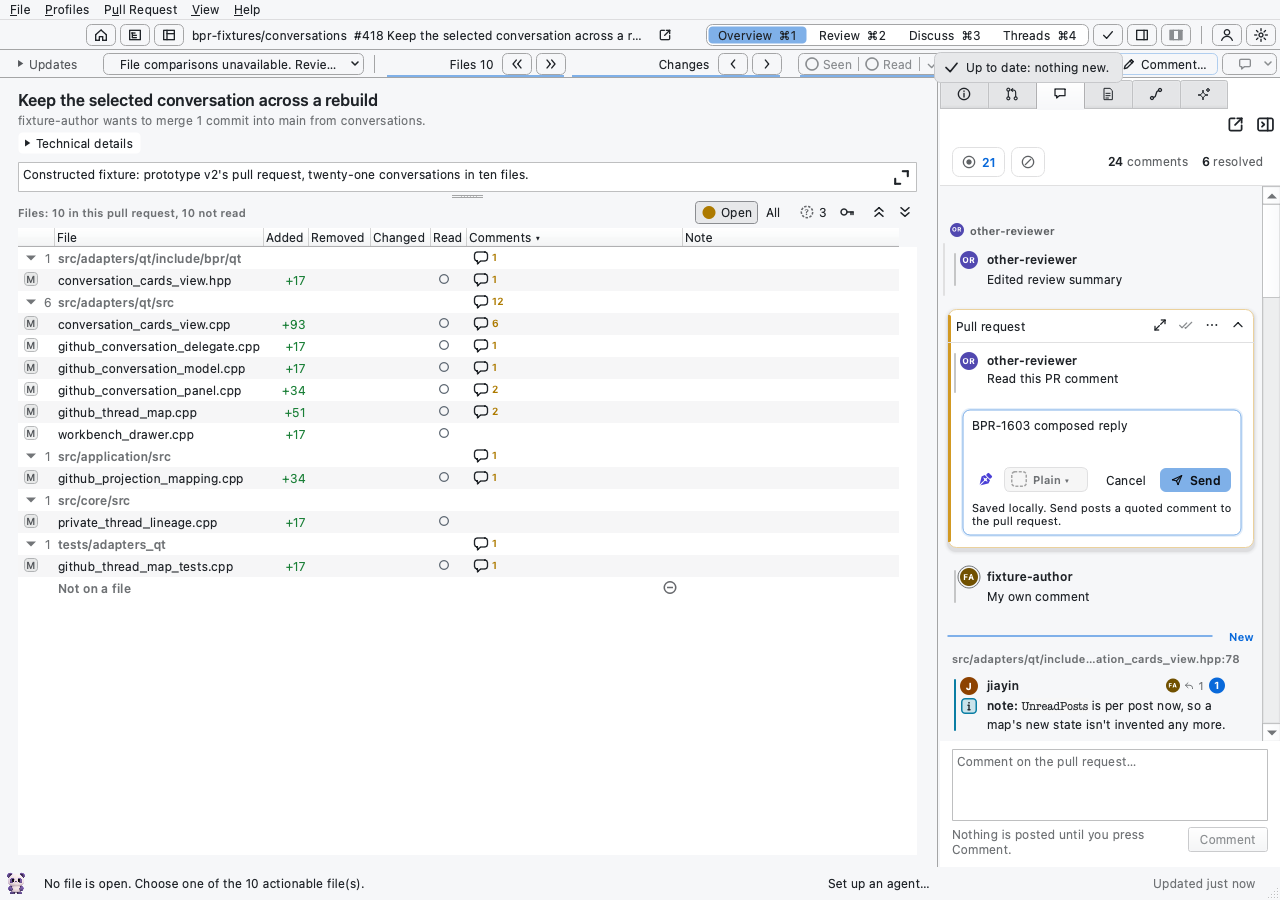 File Profiles Pull Request View Help
bpr-fixtures/conversations #418 Keep the selected conversation across a r...
Overview ⌘1 Review ⌘2 Discuss ⌘3 Threads ⌘4
Updates File comparisons unavailable. Revie... Files 10 Changes Seen Read Up to date: nothing new. Comment...
Keep the selected conversation across a rebuild
fixture-author wants to merge 1 commit into main from conversations.
Technical details
Constructed fixture: prototype v2's pull request, twenty-one conversations in ten files.
Files: 10 in this pull request, 10 not read Open All 3
File Added Removed Changed Read Comments Note
1 src/adapters/qt/include/bpr/qt 1
M conversation_cards_view.hpp +17 1
6 src/adapters/qt/src 12
M conversation_cards_view.cpp +93 6
M github_conversation_delegate.cpp +17 1
M github_conversation_model.cpp +17 1
M github_conversation_panel.cpp +34 2
M github_thread_map.cpp +51 2
M workbench_drawer.cpp +17
1 src/application/src 1
M github_projection_mapping.cpp +34 1
1 src/core/src
M private_thread_lineage.cpp +17
1 tests/adapters_qt 1
M github_thread_map_tests.cpp +17 1
Not on a file
21 24 comments 6 resolved
OR other-reviewer
OR other-reviewer
Edited review summary
Pull request
OR other-reviewer
Read this PR comment
BPR-1603 composed reply
Plain Cancel Send
Saved locally. Send posts a quoted comment to
the pull request.
FA fixture-author
My own comment
New
src/adapters/qt/include...ation_cards_view.hpp:78
J jiayin FA 1 1
note: UnreadPosts is per post now, so a
map's new state isn't invented any more.
Comment on the pull request...
Nothing is posted until you press
Comment.
Comment
No file is open. Choose one of the 10 actionable file(s). Set up an agent... Updated just now